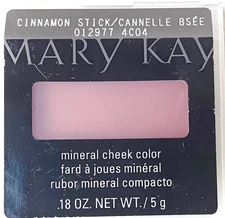 CINNAMON STICK/CANNELLE BSÉE
012977 4C04
MARY KAY
mineral cheek color
fard à joues minéral
rubor mineral compacto
.18 OZ. NET WT. / 5 g